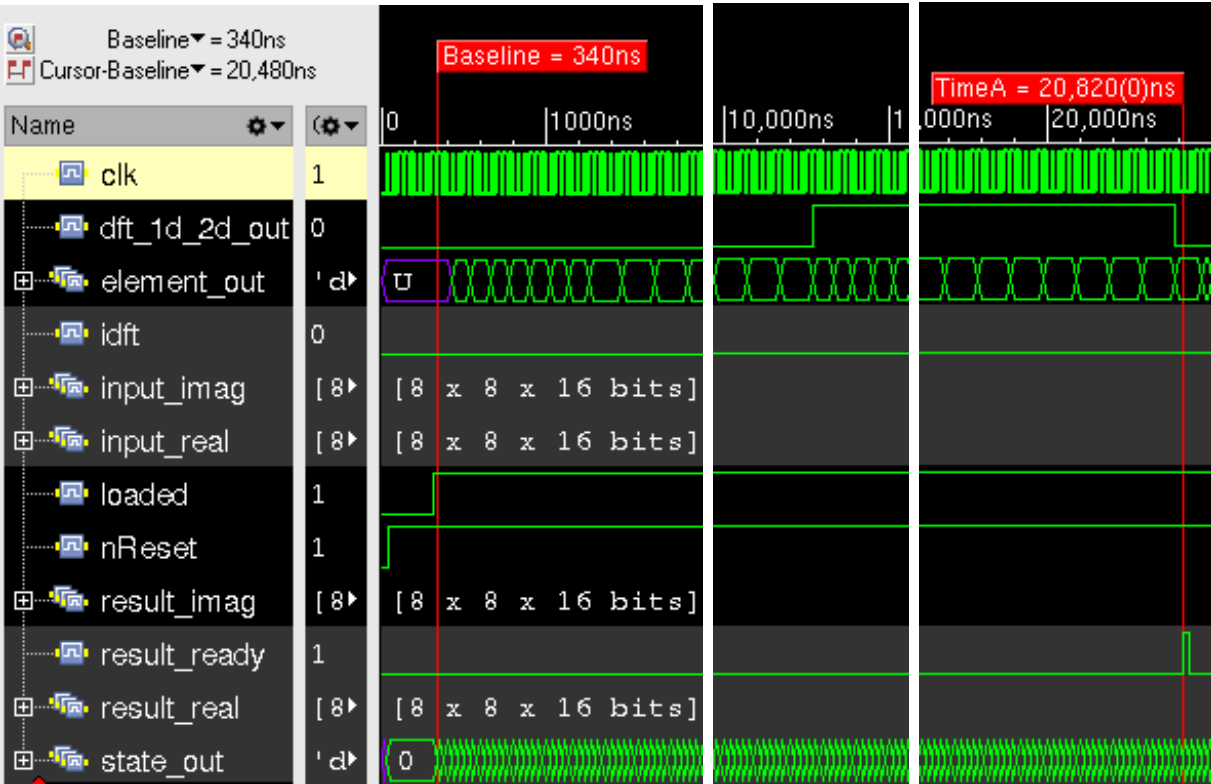 Baseline▾ = 340ns
Cursor-Baseline▾ = 20,480ns
Baseline = 340ns
TimeA = 20,820(0)ns
Name
0
1000ns
10,000ns
1
.000ns
20,000ns
clk 1
dft_1d_2d_out 0
element_out 'd
U
idft 0
input_imag [8
[8 x 8 x 16 bits]
input_real [8
[8 x 8 x 16 bits]
loaded 1
nReset 1
result_imag [8
[8 x 8 x 16 bits]
result_ready 1
result_real [8
[8 x 8 x 16 bits]
state_out 'd
0